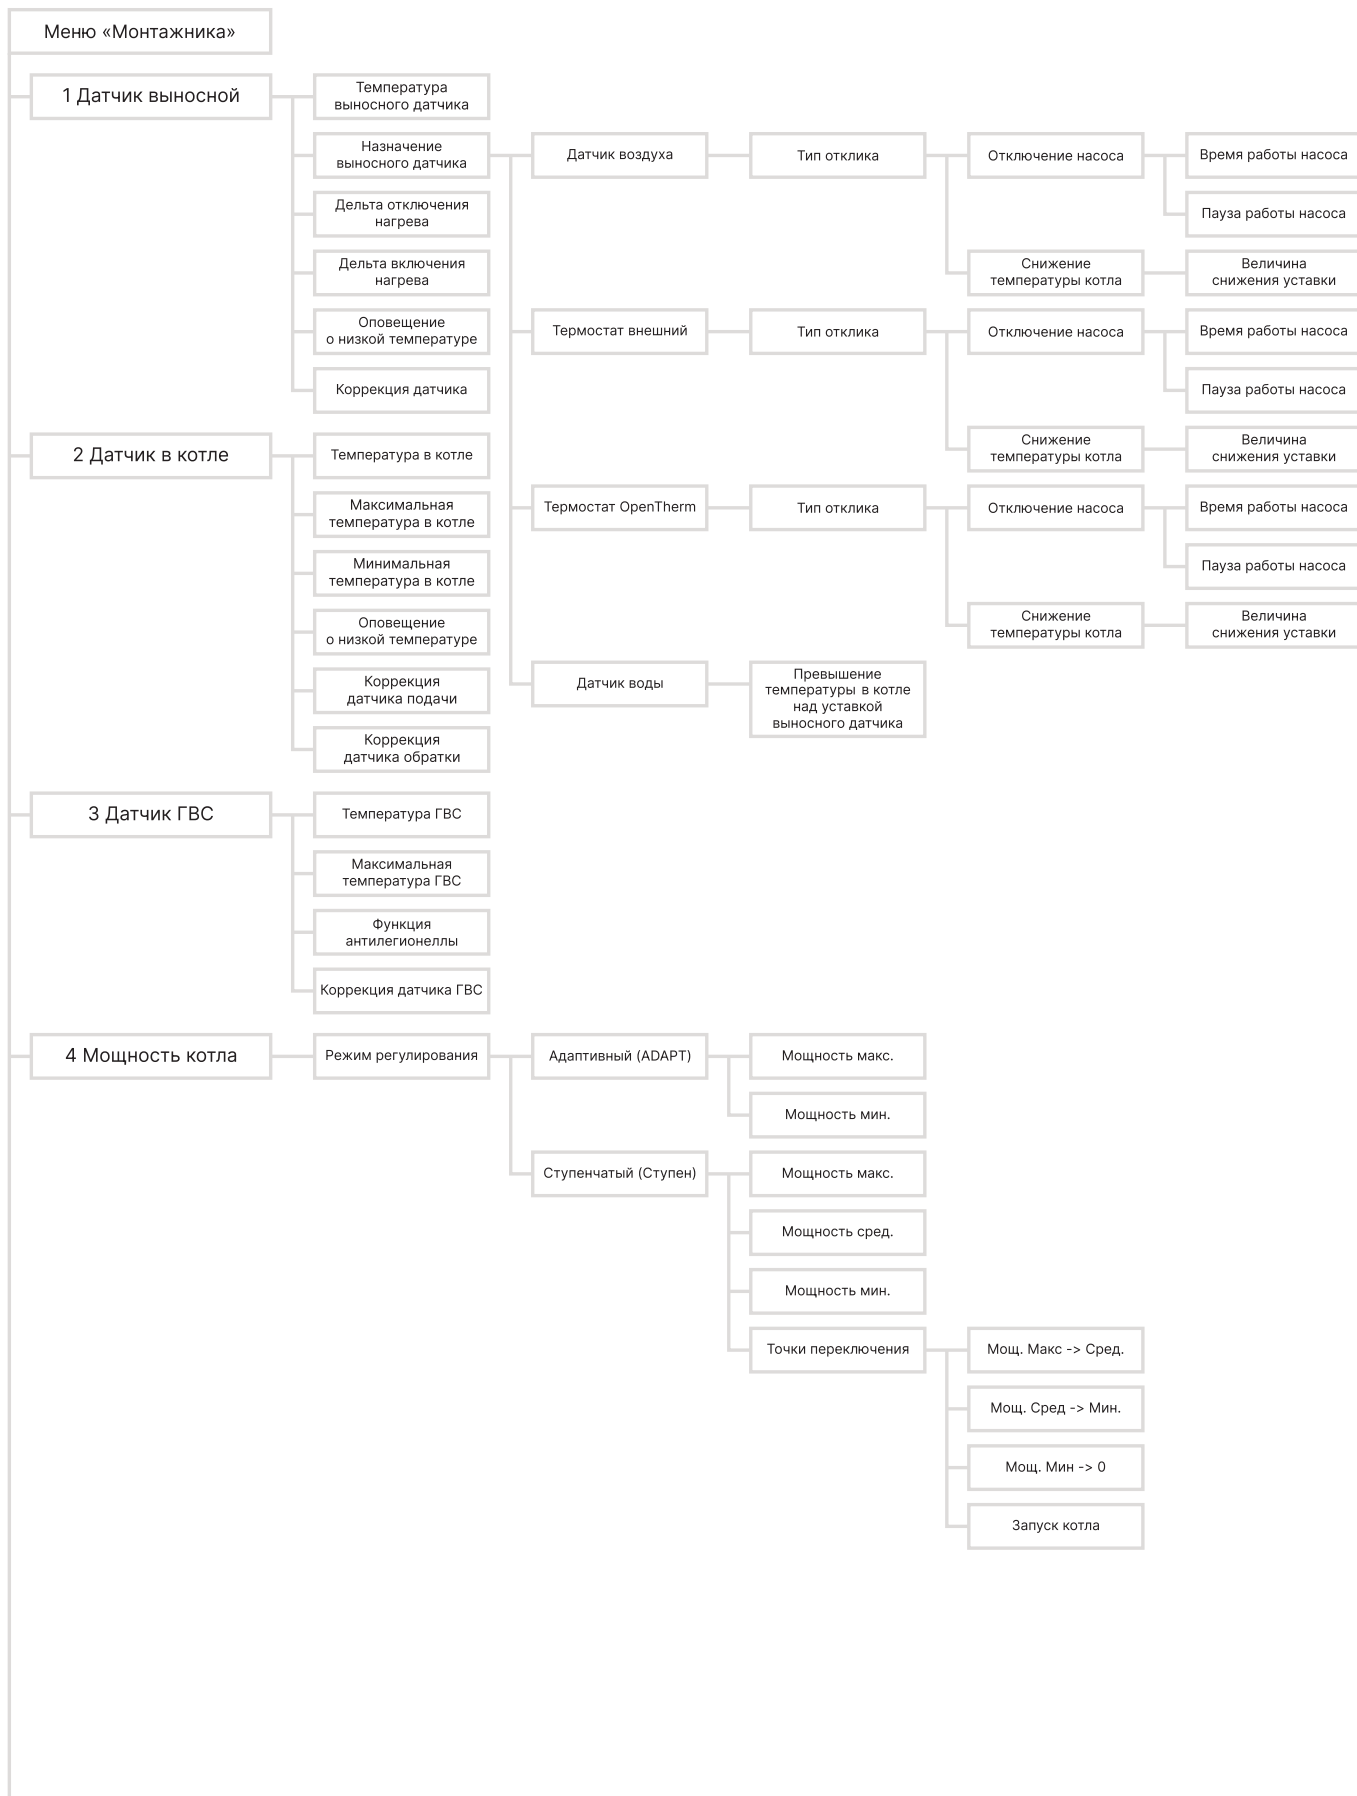 Меню «Монтажника»
1 Датчик выносной
Температура
выносного датчика
Назначение
выносного датчика
Датчик воздуха
Тип отклика
Отключение насоса
Время работы насоса
Дельта отключения
нагрева
Пауза работы насоса
Дельта включения
нагрева
Снижение
температуры котла
Величина
снижения уставки
Оповещение
о низкой температуре
Термостат внешний
Тип отклика
Отключение насоса
Время работы насоса
Коррекция датчика
Пауза работы насоса
2 Датчик в котле
Температура в котле
Снижение
температуры котла
Величина
снижения уставки
Максимальная
температура в котле
Термостат OpenTherm
Тип отклика
Отключение насоса
Время работы насоса
Минимальная
температура в котле
Пауза работы насоса
Оповещение
о низкой температуре
Снижение
температуры котла
Величина
снижения уставки
Коррекция
датчика подачи
Датчик воды
Превышение
температуры в котле
над уставкой
выносного датчика
Коррекция
датчика обратки
3 Датчик ГВС
Температура ГВС
Максимальная
температура ГВС
Функция
антилегионеллы
Коррекция датчика ГВС
4 Мощность котла
Режим регулирования
Адаптивный (ADAPT)
Мощность макс.
Мощность мин.
Ступенчатый (Ступен)
Мощность макс.
Мощность сред.
Мощность мин.
Точки переключения
Мощ. Макс -> Сред.
Мощ. Сред -> Мин.
Мощ. Мин -> 0
Запуск котла